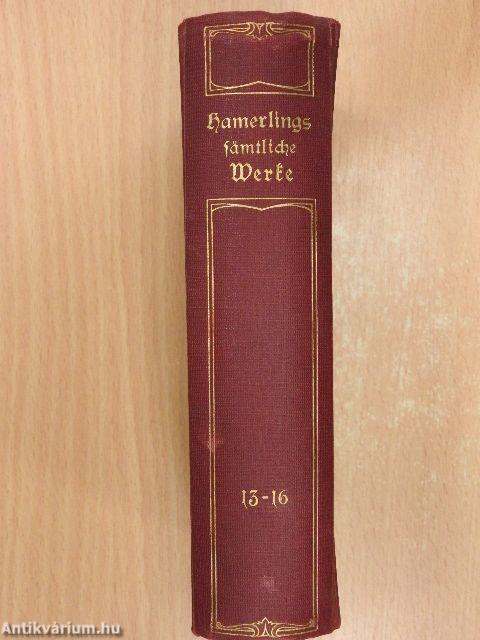 Hamerlings
sämtliche
Werke
13-16
Antikvárium.hu